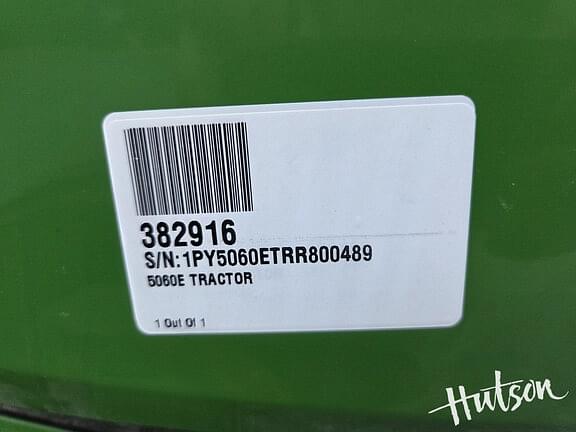 382916
S/N:1PY5060ETRR800489
5060E TRACTOR
1 Out Of 1
Hutson